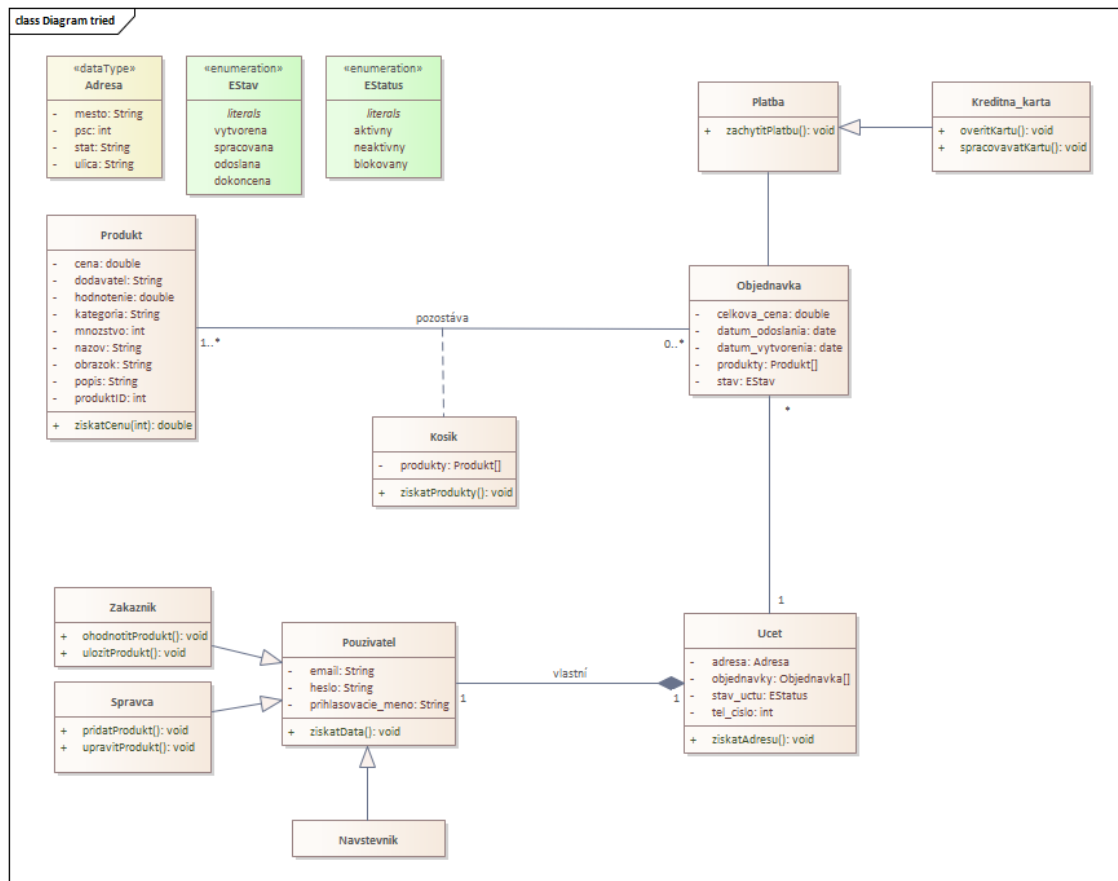 class Diagram tried
«dataType»
Adresa
- mesto: String
- psc: int
- stat: String
- ulica: String
«enumeration»
EStav
literals
vytvorena
spracovana
odoslana
dokoncena
«enumeration»
EStatus
literals
aktivny
neaktivny
blokovany
Platba
+ zachytitPlatbu(): void
Kreditna_karta
+ overitKartu(): void
+ spracovavatKartu(): void
Produkt
- cena: double
- dodavatel: String
- hodnotenie: double
- kategoria: String
- mnozstvo: int
- nazov: String
- obrazok: String
- popis: String
- produktID: int
+ ziskatCenu(int): double
pozostáva
1..*
0..*
Objednavka
- celkova_cena: double
- datum_odoslania: date
- datum_vytvorenia: date
- produkty: Produkt[]
- stav: EStav
*
Kosik
- produkty: Produkt[]
+ ziskatProdukty(): void
Zakaznik
+ ohodnotitProdukt(): void
+ ulozitProdukt(): void
Spravca
+ pridatProdukt(): void
+ upravitProdukt(): void
Pouzivatel
- email: String
- heslo: String
- prihlasovacie_meno: String
+ ziskatData(): void
vlastní
1
1
1
Ucet
- adresa: Adresa
- objednavky: Objednavka[]
- stav_uctu: EStatus
- tel_cislo: int
+ ziskatAdresu(): void
Navstevnik